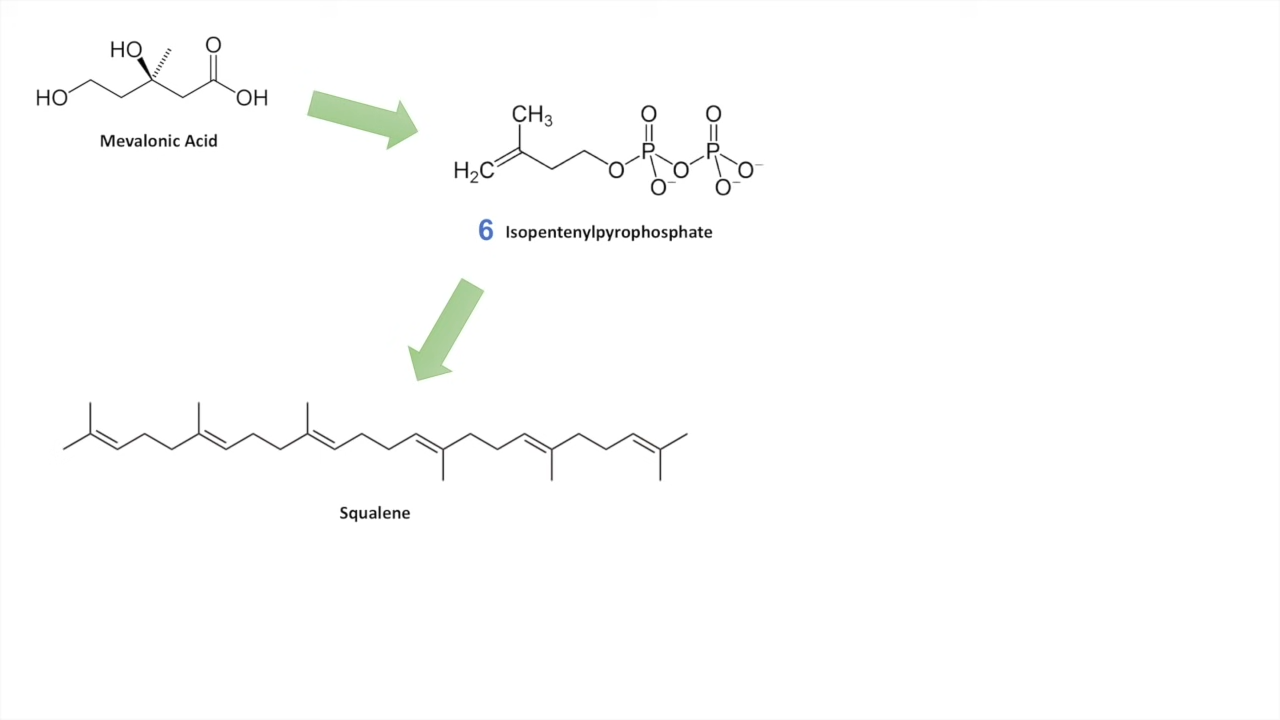 HO
O
HO
OH
Mevalonic Acid
CH₃
O
O
H₂C
P
P
O
O
O⁻
O⁻
O⁻
6 Isopentenylpyrophosphate
Squalene